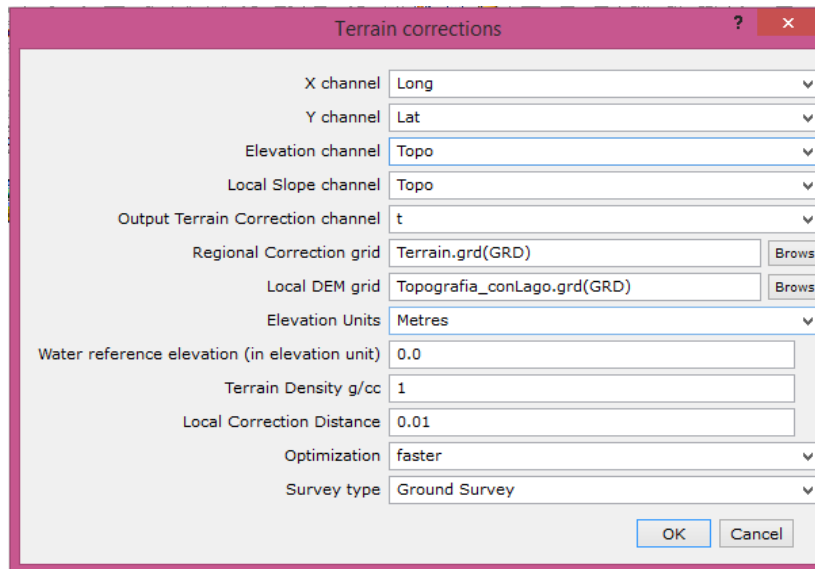 Terrain corrections ?
X channel Long
Y channel Lat
Elevation channel Topo
Local Slope channel Topo
Output Terrain Correction channel t
Regional Correction grid Terrain.grd(GRD) Brows
Local DEM grid Topografia_conLago.grd(GRD) Brows
Elevation Units Metres
Water reference elevation (in elevation unit) 0.0
Terrain Density g/cc 1
Local Correction Distance 0.01
Optimization faster
Survey type Ground Survey
OK Cancel